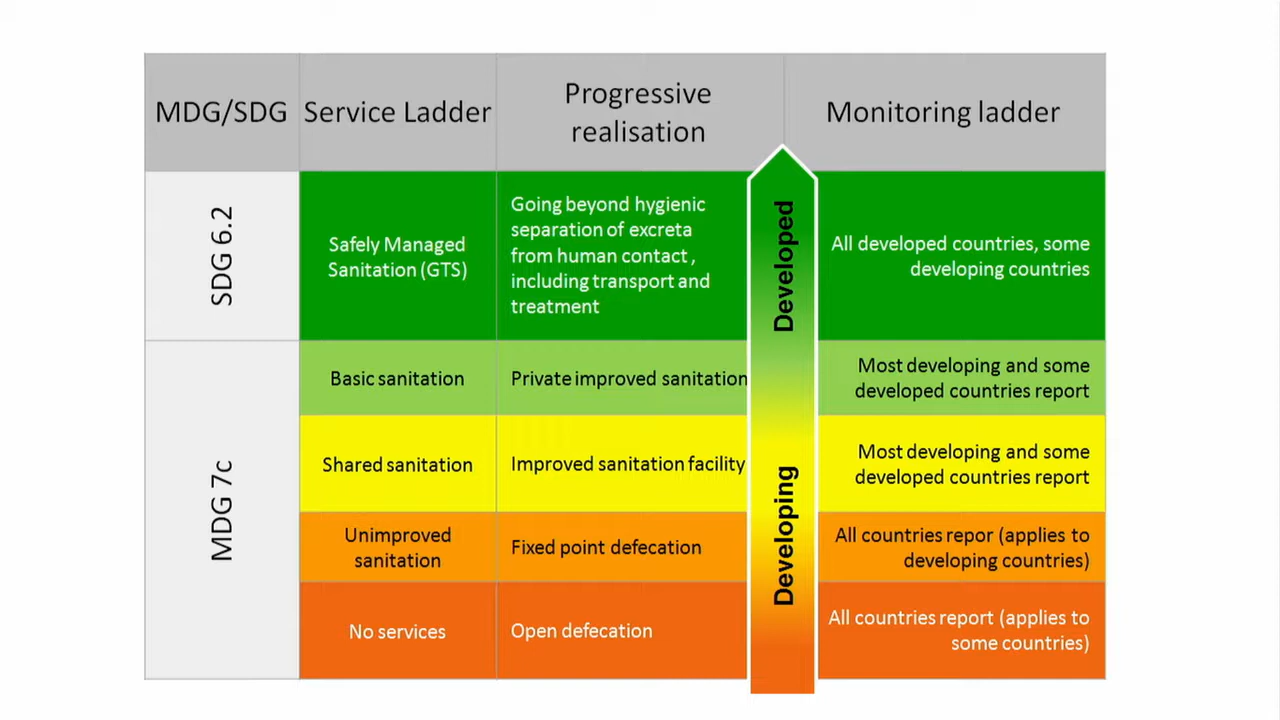 MDG/SDG
Service Ladder
Progressive
realisation
Monitoring ladder
SDG 6.2
Safely Managed
Sanitation (GTS)
Going beyond hygienic
separation of excreta
from human contact ,
including transport and
treatment
Developed
All developed countries, some
developing countries
MDG 7c
Basic sanitation
Private improved sanitation
Most developing and some
developed countries report
Shared sanitation
Improved sanitation facility
Developing
Most developing and some
developed countries report
Unimproved
sanitation
Fixed point defecation
All countries repor (applies to
developing countries)
No services
Open defecation
All countries report (applies to
some countries)